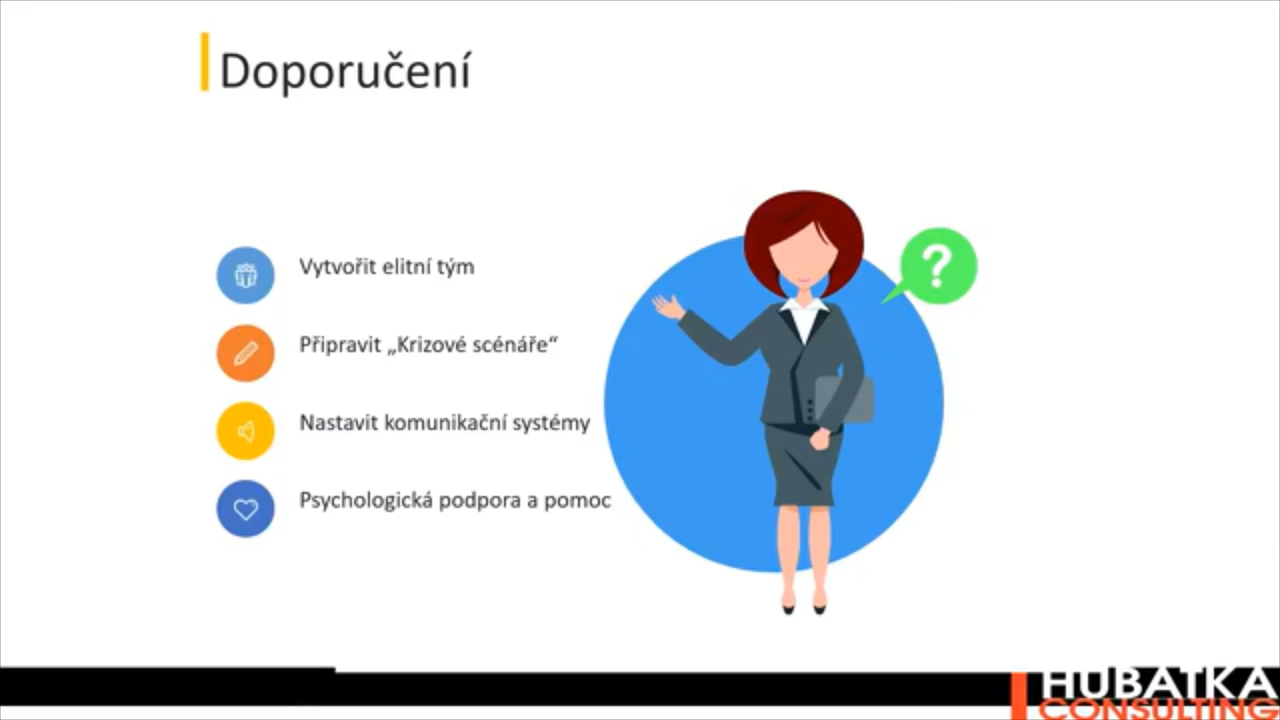 Doporučení
Vytvořit elitní tým
Připravit „Krizové scénáře“
Nastavit komunikační systémy
Psychologická podpora a pomoc
?
HUBATKA
CONSULTING